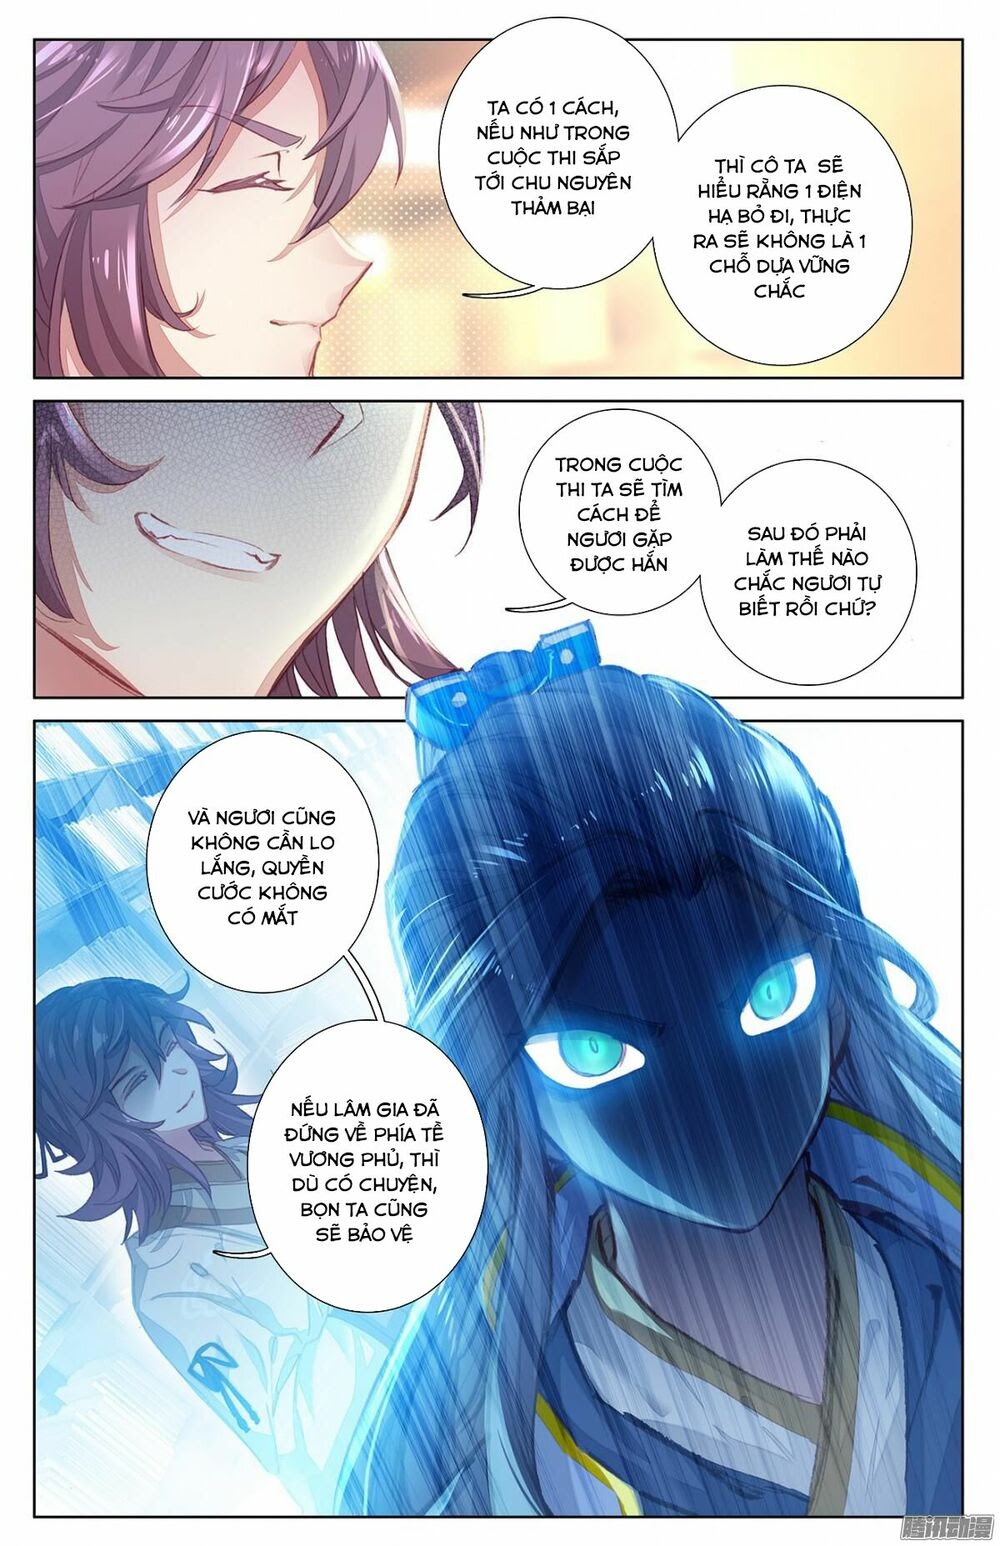 TA CÓ 1 CÁCH,
NẾU NHƯ TRONG
CUỘC THI SẮP
TỚI CHU NGUYÊN
THẢM BẠI
THÌ CÔ TA SẼ
HIỂU RẰNG 1 ĐIỆN
HẠ BỎ ĐI, THỰC
RA SẼ KHÔNG LÀ 1
CHỖ DỰA VỮNG
CHẮC
TRONG CUỘC
THI TA SẼ TÌM
CÁCH ĐỂ
NGƯƠI GẶP
ĐƯỢC HẮN
SAU ĐÓ PHẢI
LÀM THẾ NÀO
CHẮC NGƯƠI TỰ
BIẾT RỒI CHỨ?
VÀ NGƯƠI CŨNG
KHÔNG CẦN LO
LẮNG, QUYỀN
CƯỚC KHÔNG
CÓ MẮT
NẾU LÂM GIA ĐÃ
ĐỨNG VỀ PHÍA TỀ
VƯƠNG PHỦ, THÌ
DÙ CÓ CHUYỆN,
BỌN TA CŨNG
SẼ BẢO VỆ
腾讯动漫